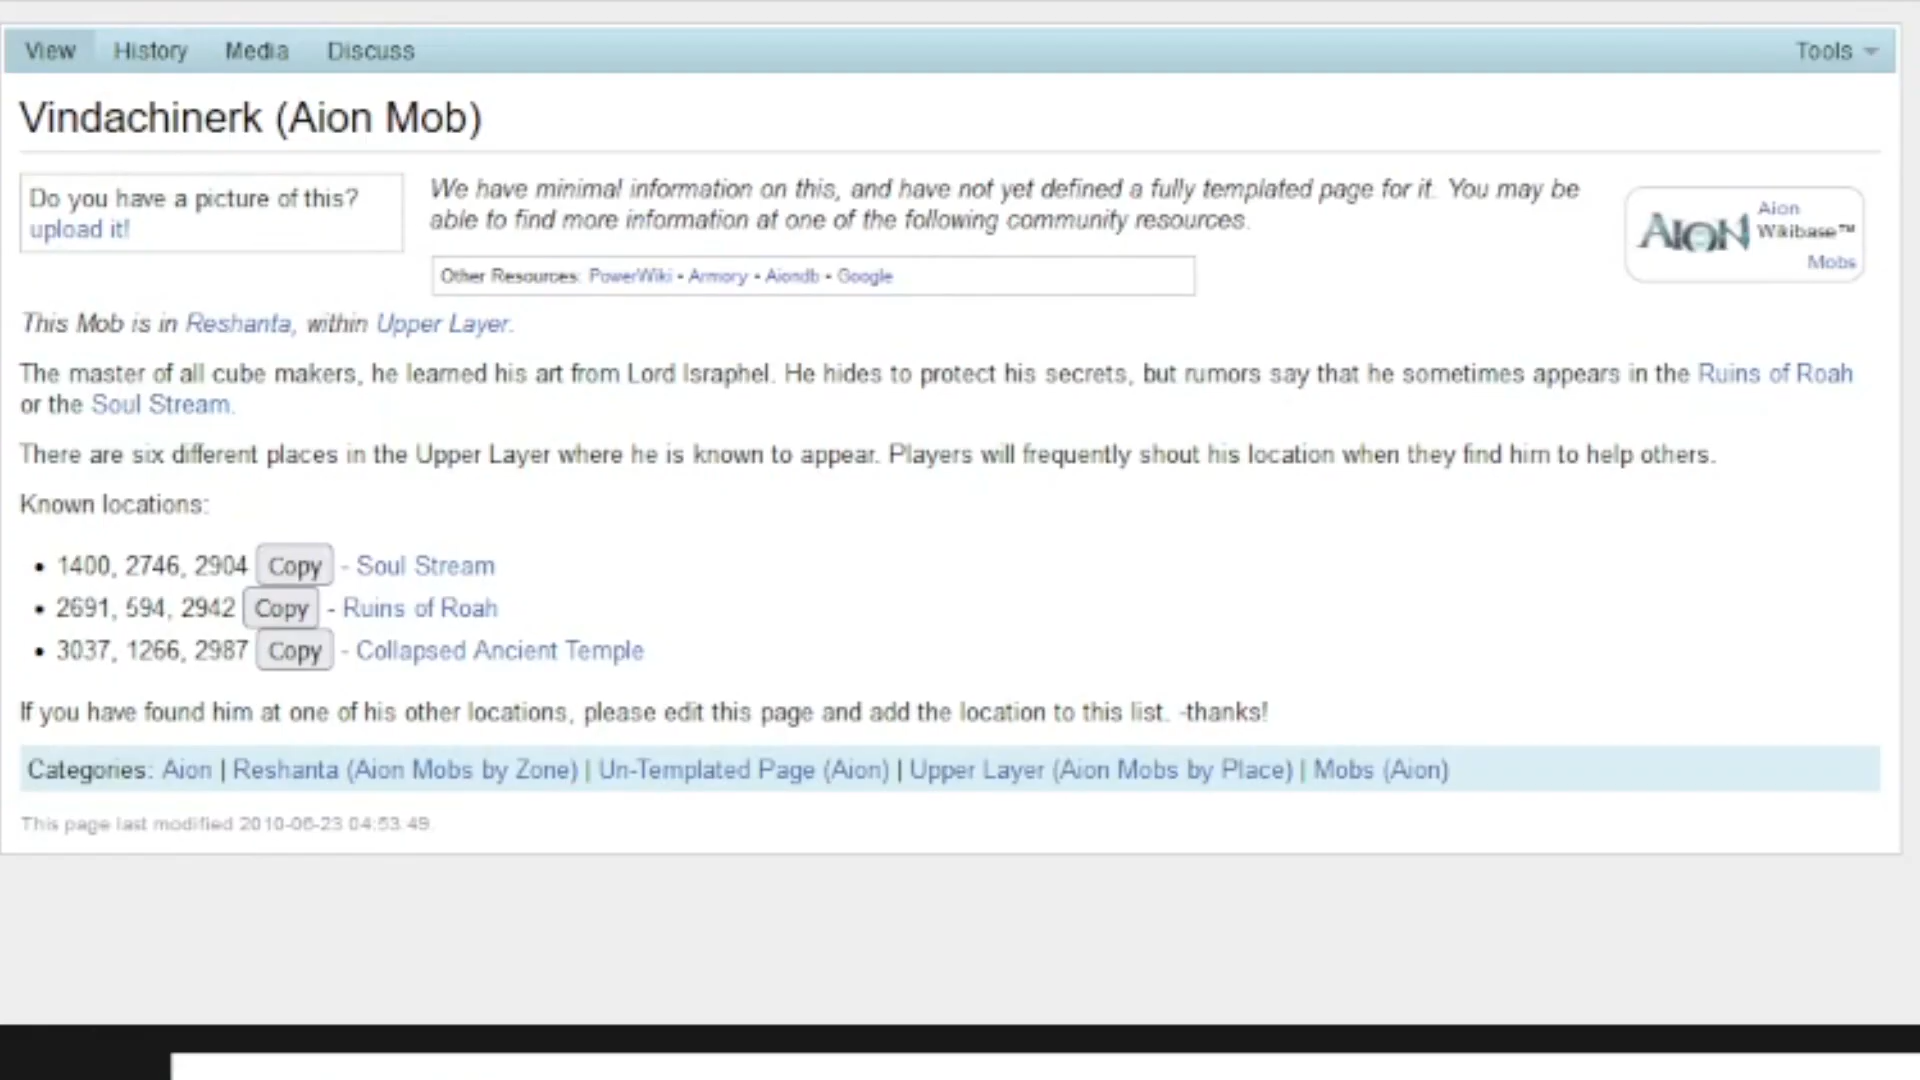 View History Media Discuss Tools
Vindachinerk (Aion Mob)
Do you have a picture of this?
upload it!
We have minimal information on this, and have not yet defined a fully templated page for it. You may be
able to find more information at one of the following community resources.
Other Resources: PowerWiki • Armory • Aiondb • Google
AION
Aion
Wikibase™
Mobs
This Mob is in Reshanta, within Upper Layer.
The master of all cube makers, he learned his art from Lord Israphel. He hides to protect his secrets, but rumors say that he sometimes appears in the Ruins of Roah
or the Soul Stream.
There are six different places in the Upper Layer where he is known to appear. Players will frequently shout his location when they find him to help others.
Known locations:
• 1400, 2746, 2904 Copy - Soul Stream
• 2691, 594, 2942 Copy - Ruins of Roah
• 3037, 1266, 2987 Copy - Collapsed Ancient Temple
If you have found him at one of his other locations, please edit this page and add the location to this list. -thanks!
Categories: Aion | Reshanta (Aion Mobs by Zone) | Un-Templated Page (Aion) | Upper Layer (Aion Mobs by Place) | Mobs (Aion)
This page last modified 2010-06-23 04:53:49.